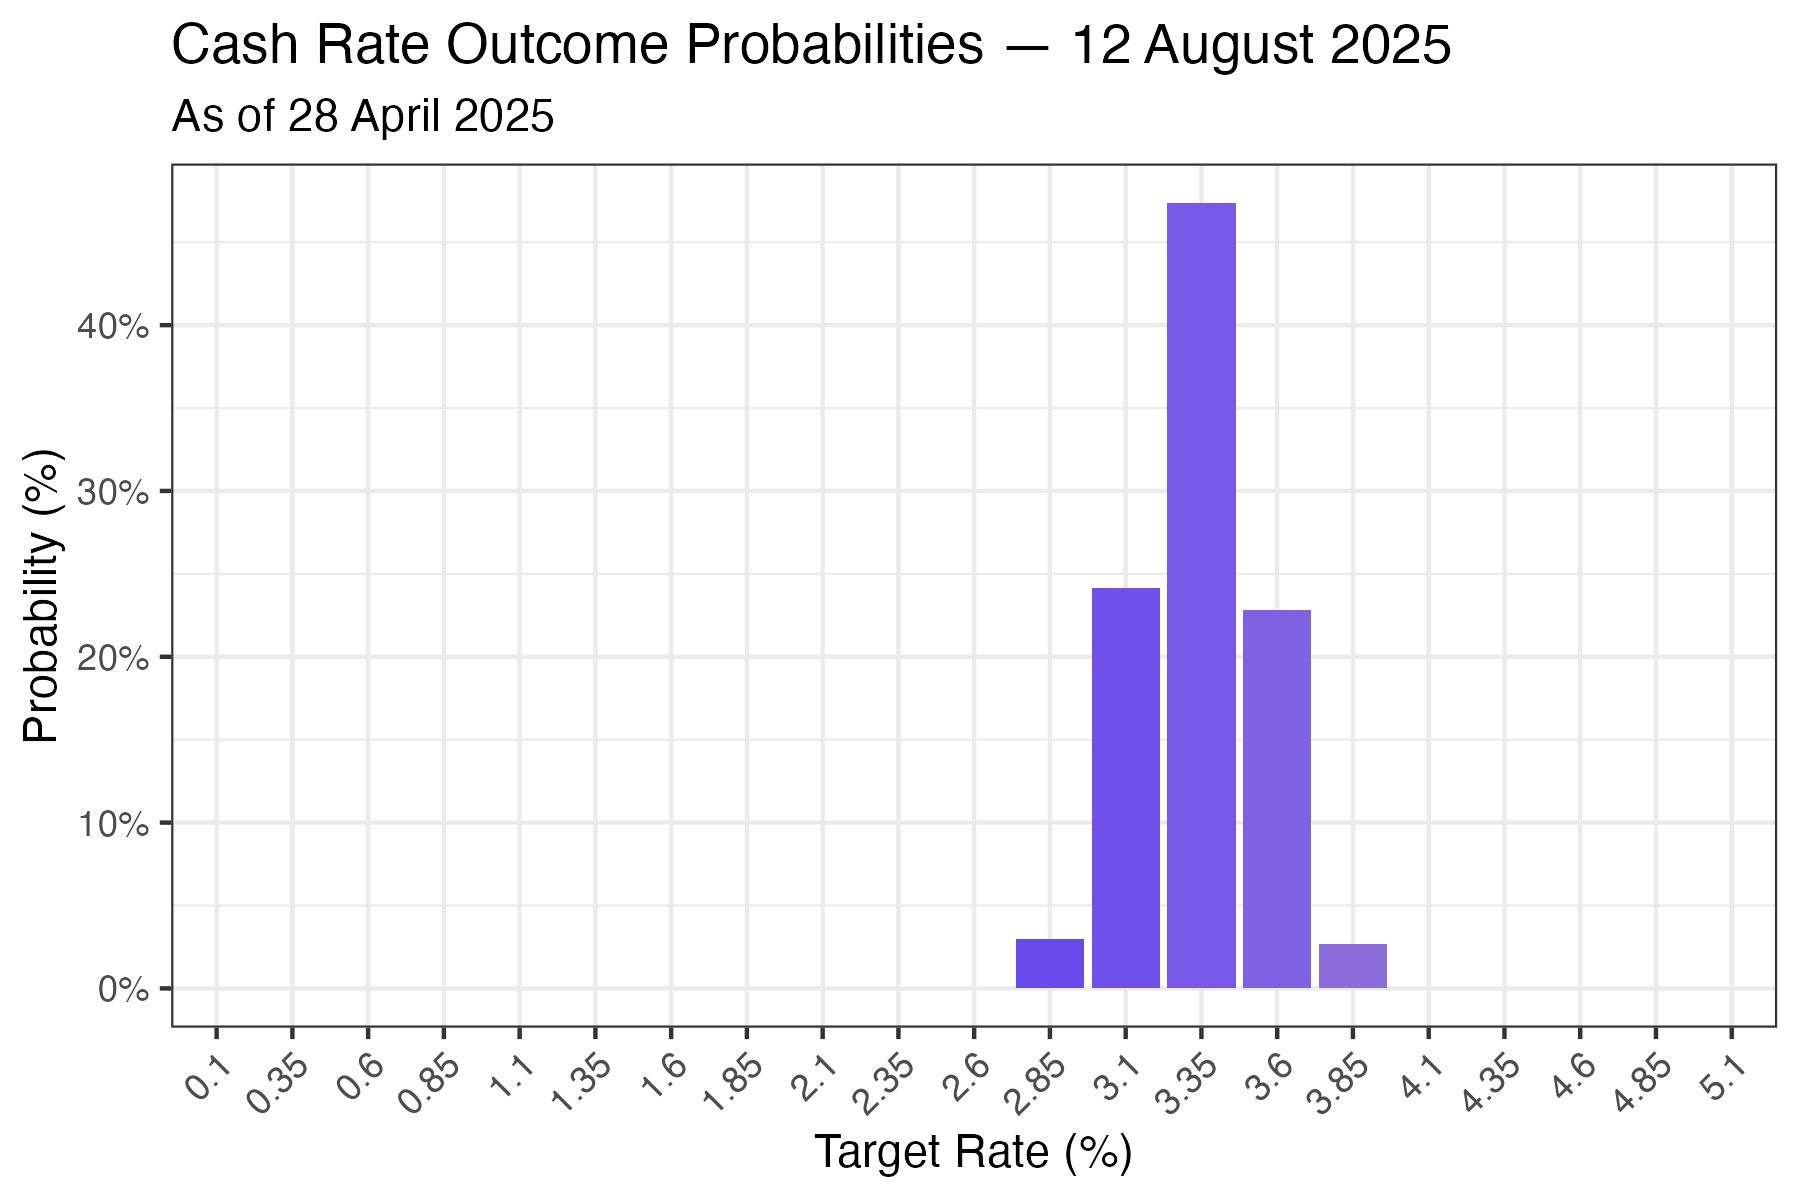 Cash Rate Outcome Probabilities — 12 August 2025
As of 28 April 2025
Probability (%)
40%
30%
20%
10%
0%
0.1 0.35 0.6 0.85 1.1 1.35 1.6 1.85 2.1 2.35 2.6 2.85 3.1 3.35 3.6 3.85 4.1 4.35 4.6 4.85 5.1
Target Rate (%)